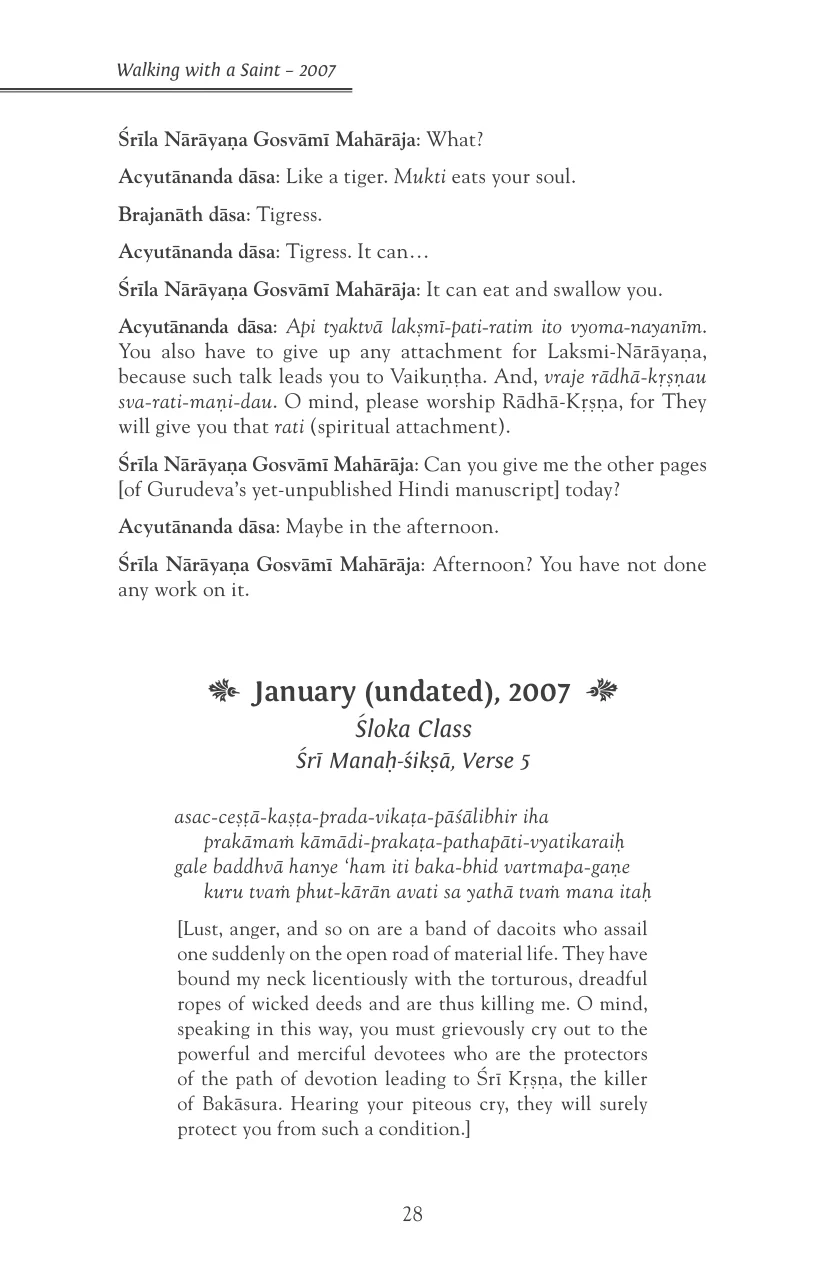 Walking with a Saint – 2007
Śrīla Nārāyaṇa Gosvāmī Mahārāja: What?
Acyutānanda dāsa: Like a tiger. Mukti eats your soul.
Brajanāth dāsa: Tigress.
Acyutānanda dāsa: Tigress. It can…
Śrīla Nārāyaṇa Gosvāmī Mahārāja: It can eat and swallow you.
Acyutānanda dāsa: Api tyaktvā lakṣmī-pati-ratim ito vyoma-nayanīm.
You also have to give up any attachment for Laksmi-Nārāyaṇa,
because such talk leads you to Vaikuṇṭha. And, vraje rādhā-kṛṣṇau
sva-rati-maṇi-dau. O mind, please worship Rādhā-Kṛṣṇa, for They
will give you that rati (spiritual attachment).
Śrīla Nārāyaṇa Gosvāmī Mahārāja: Can you give me the other pages
[of Gurudeva’s yet-unpublished Hindi manuscript] today?
Acyutānanda dāsa: Maybe in the afternoon.
Śrīla Nārāyaṇa Gosvāmī Mahārāja: Afternoon? You have not done
any work on it.
January (undated), 2007
Śloka Class
Śrī Manaḥ-śikṣā, Verse 5
asac-ceṣṭā-kaṣṭa-prada-vikaṭa-pāśālibhir iha
prakāmaṁ kāmādi-prakaṭa-pathapāti-vyatikaraiḥ
gale baddhvā hanye ‘ham iti baka-bhid vartmapa-gaṇe
kuru tvaṁ phut-kārān avati sa yathā tvaṁ mana itaḥ
[Lust, anger, and so on are a band of dacoits who assail
one suddenly on the open road of material life. They have
bound my neck licentiously with the torturous, dreadful
ropes of wicked deeds and are thus killing me. O mind,
speaking in this way, you must grievously cry out to the
powerful and merciful devotees who are the protectors
of the path of devotion leading to Śrī Kṛṣṇa, the killer
of Bakāsura. Hearing your piteous cry, they will surely
protect you from such a condition.]
28